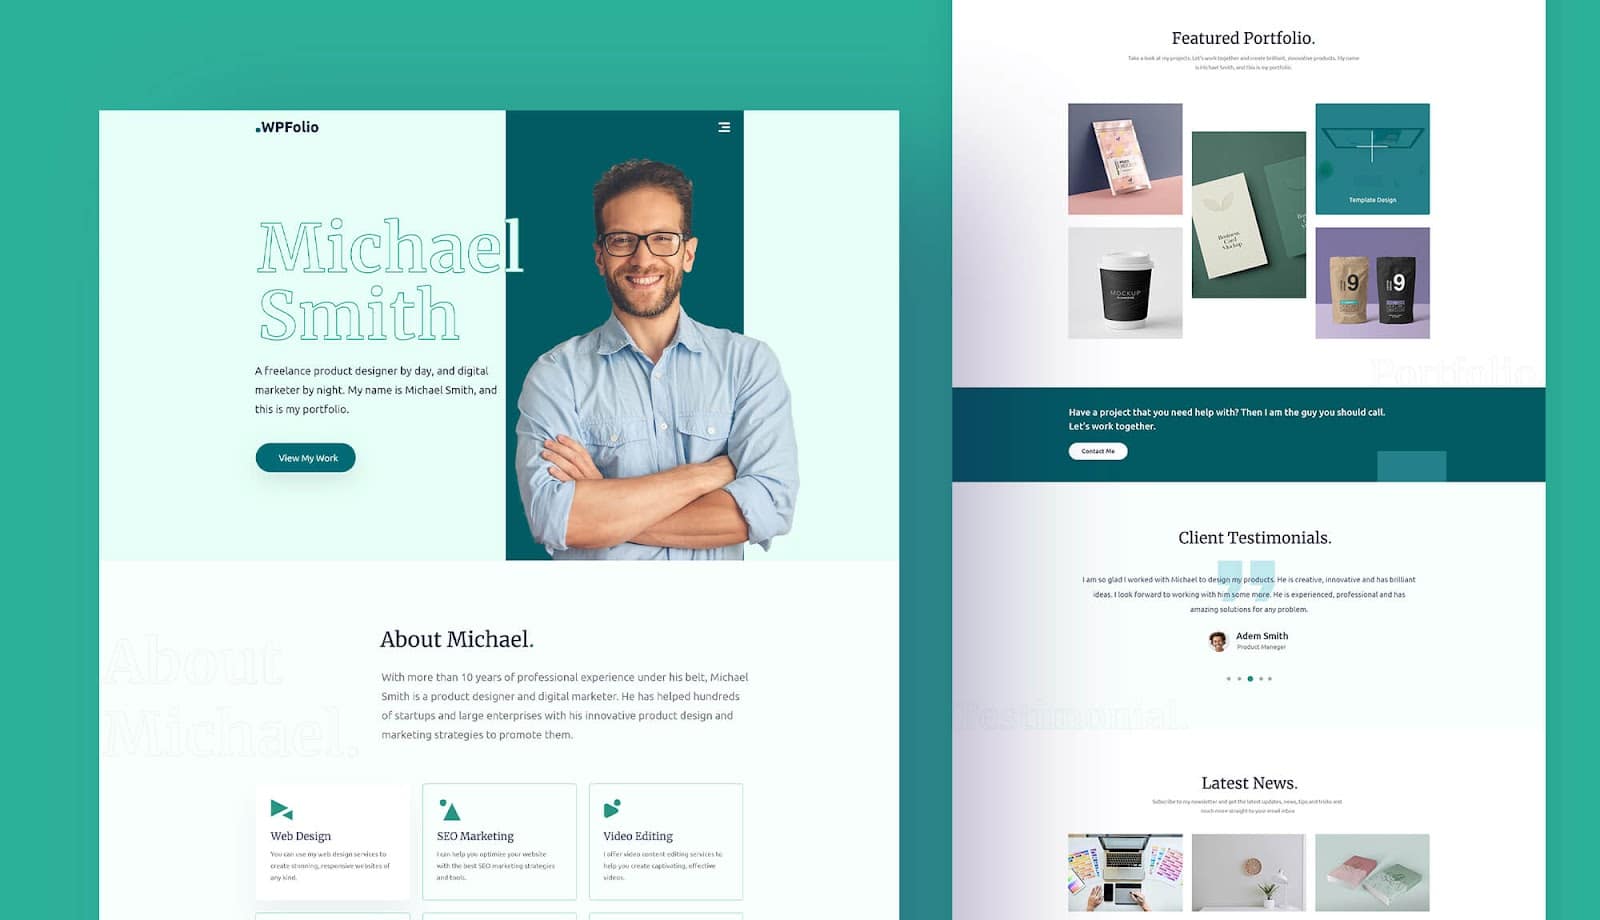 .WPFolio
Michael
Smith
A freelance product designer by day, and digital
marketer by night. My name is Michael Smith, and
this is my portfolio.
View My Work
About
Michael.
About Michael.
With more than 10 years of professional experience under his belt, Michael
Smith is a product designer and digital marketer. He has helped hundreds
of startups and large enterprises with his innovative product design and
marketing strategies to promote them.
Web Design
You can use my web design services to
create stunning, responsive websites of
any kind.
SEO Marketing
I can help you optimize your website
with the best SEO marketing strategies
and tools.
Video Editing
I offer video content editing services to
help you create captivating, effective
videos.
Featured Portfolio.
Take a look at my projects. Let's work together and create brilliant, innovative products. My name
is Michael Smith, and this is my portfolio.
Business
Card
Mockup
Template Design
MOCKUP
9
9
Portfolio
Have a project that you need help with? Then I am the guy you should call.
Let's work together.
Contact Me
Client Testimonials.
I am so glad I worked with Michael to design my products. He is creative, innovative and has brilliant
ideas. I look forward to working with him some more. He is experienced, professional and has
amazing solutions for any problem.
Adem Smith
Product Meneger
Testimonial.
Latest News.
Subscribe to my newsletter and get the latest updates, news, tips and tricks and
much more straight to your email inbox